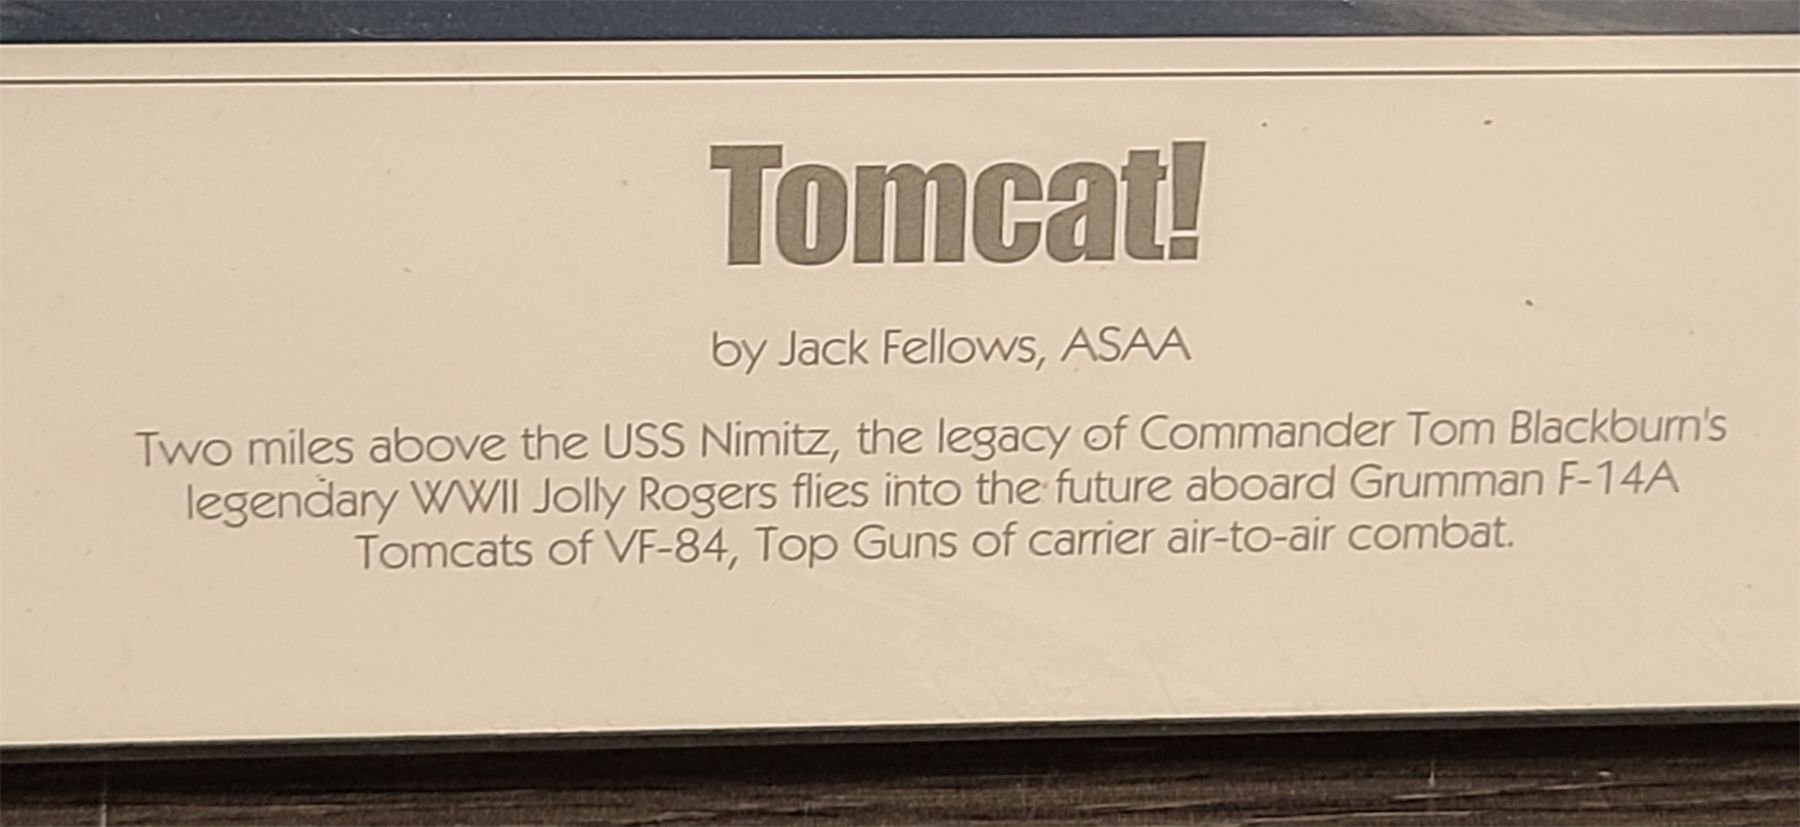 Tomcat!
by Jack Fellows, ASAA
Two miles above the USS Nimitz, the legacy of Commander Tom Blackburn's
legendary WWII Jolly Rogers flies into the future aboard Grumman F-14A
Tomcats of VF-84, Top Guns of carrier air-to-air combat.